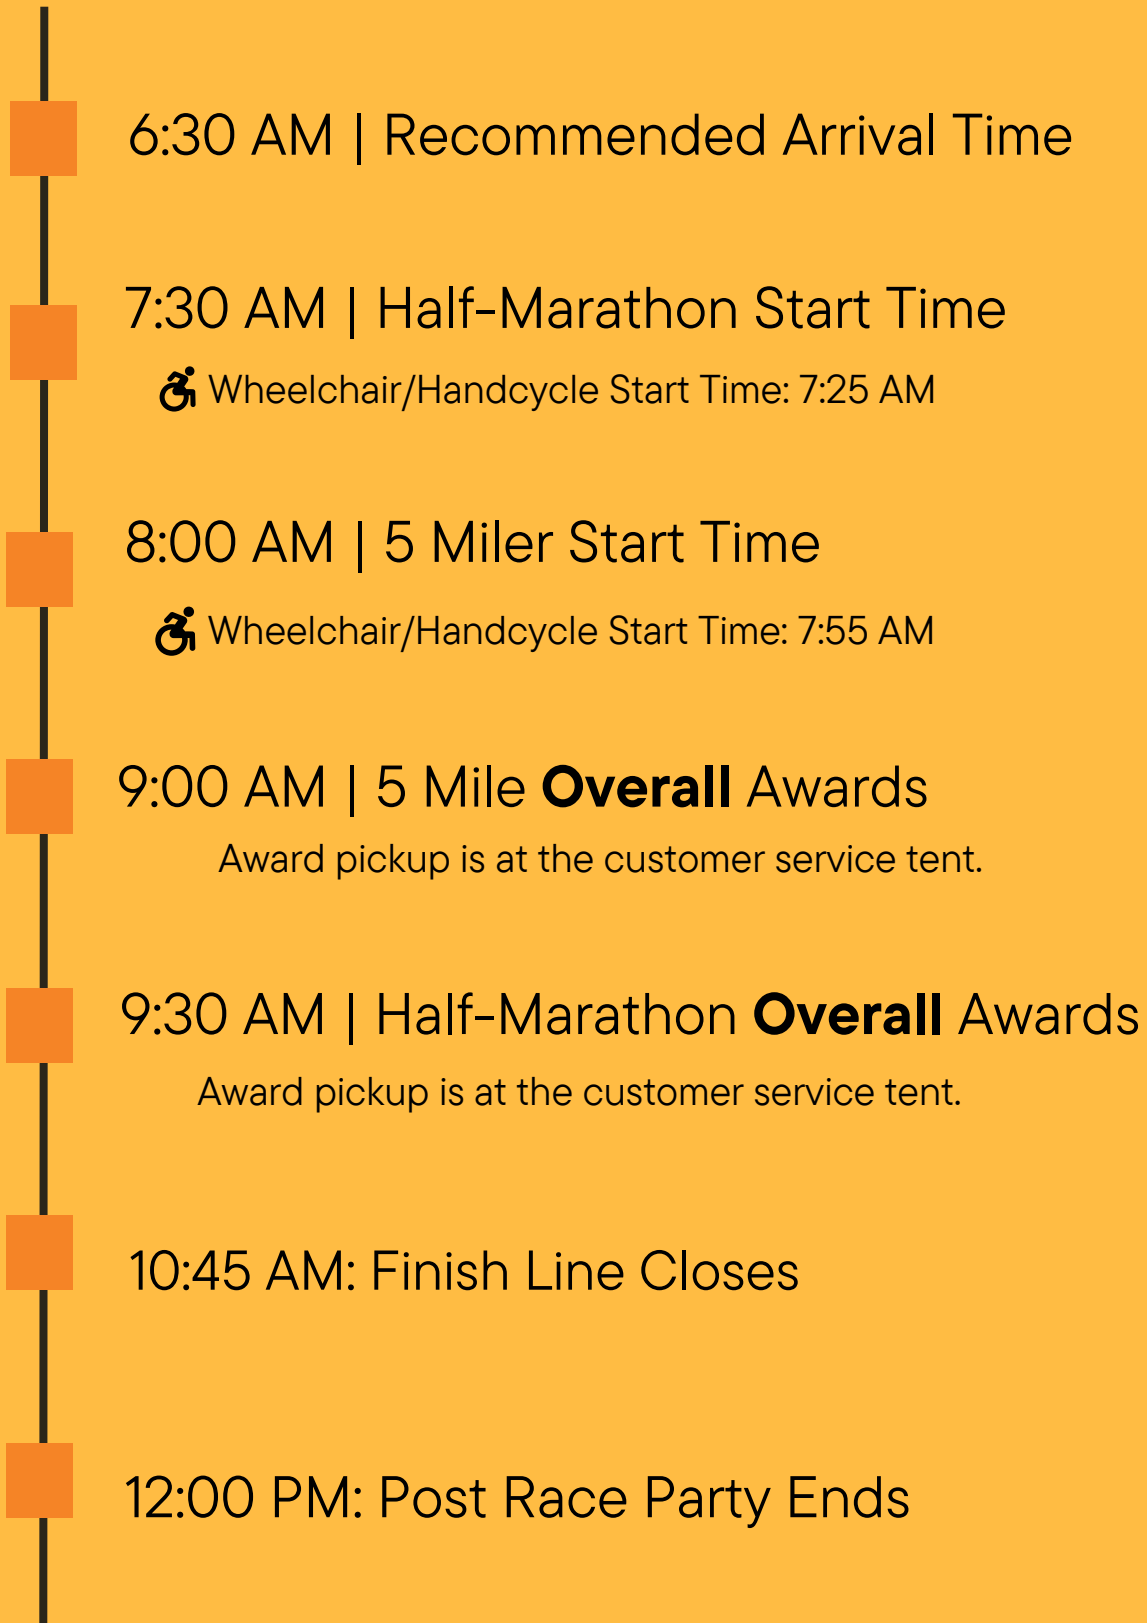 6:30 AM | Recommended Arrival Time
7:30 AM | Half-Marathon Start Time
Wheelchair/Handcycle Start Time: 7:25 AM
8:00 AM | 5 Miler Start Time
Wheelchair/Handcycle Start Time: 7:55 AM
9:00 AM | 5 Mile Overall Awards
Award pickup is at the customer service tent.
9:30 AM | Half-Marathon Overall Awards
Award pickup is at the customer service tent.
10:45 AM: Finish Line Closes
12:00 PM: Post Race Party Ends